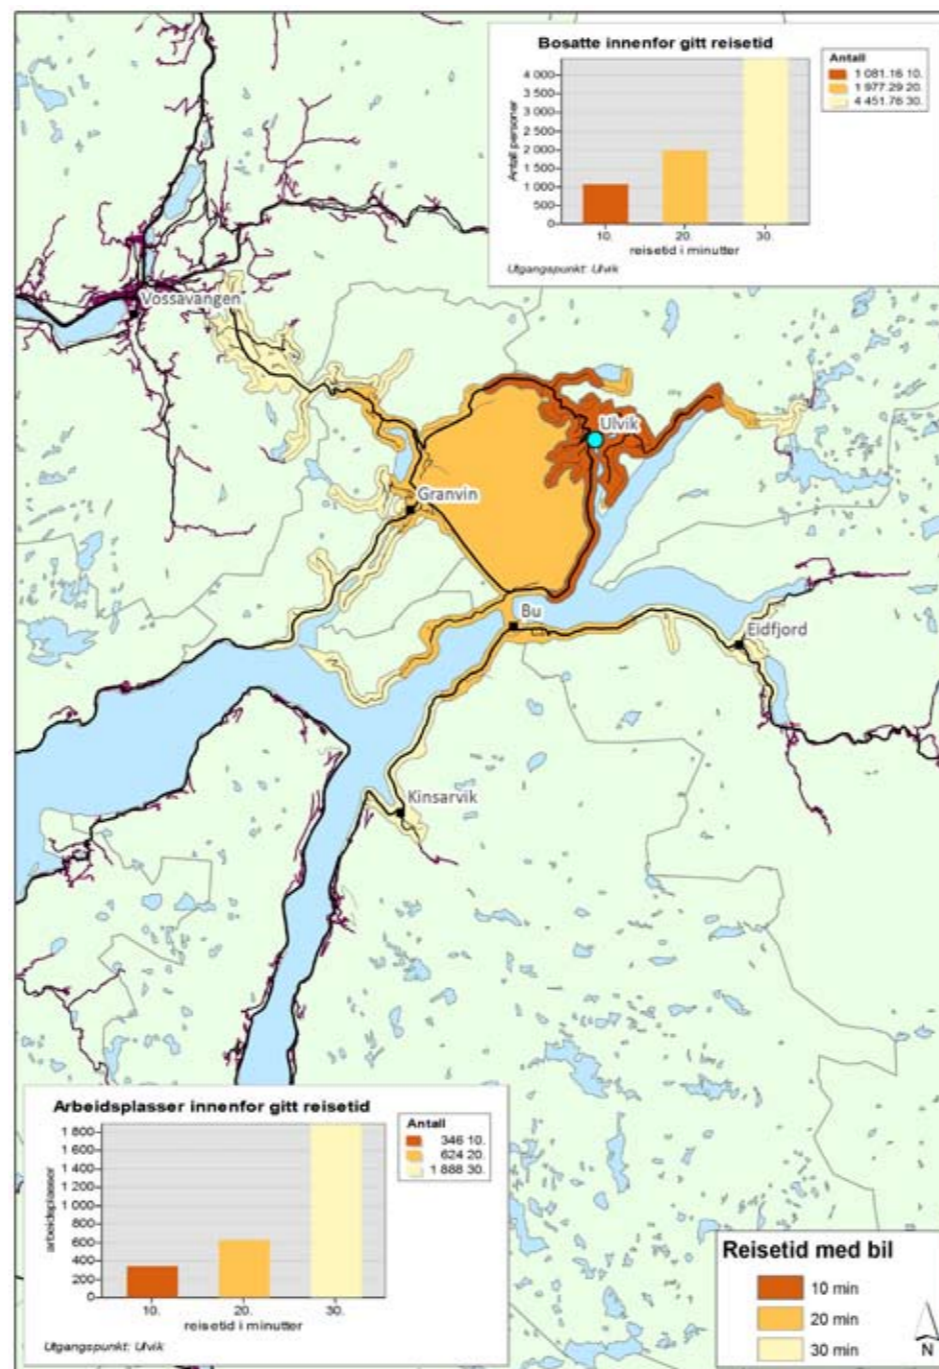 Bosatte innenfor gitt reisetid
Antall personer
4 000
3 500
3 000
2 500
2 000
1 500
1 000
500
0
10.
20.
30.
reisetid i minutter
Utgangspunkt: Ulvik
Antall
1 081.16 10.
1 977.29 20.
4 451.76 30.
Vossavangen
Ulvik
Granvin
Bu
Eidfjord
Kinsarvik
Arbeidsplasser innenfor gitt reisetid
arbeidsplasser
1 800
1 600
1 400
1 200
1 000
800
600
400
200
0
10.
20.
30.
reisetid i minutter
Utgangspunkt: Ulvik
Antall
346 10.
624 20.
1 888 30.
Reisetid med bil
10 min
20 min
30 min
N